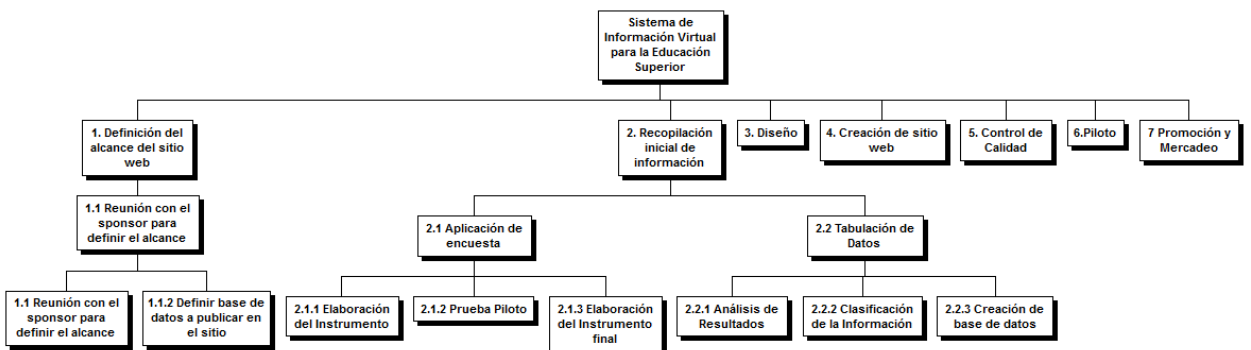 Sistema de
Información Virtual
para la Educación
Superior
1. Definición del
alcance del sitio
web
2. Recopilación
inicial de
información
3. Diseño
4. Creación de sitio
web
5. Control de
Calidad
6.Piloto
7 Promoción y
Mercadeo
1.1 Reunión con el
sponsor para
definir el alcance
2.1 Aplicación de
encuesta
2.2 Tabulación de
Datos
1.1 Reunión con el
sponsor para
definir el alcance
1.1.2 Definir base de
datos a publicar en
el sitio
2.1.1 Elaboración
del Instrumento
2.1.2 Prueba Piloto
2.1.3 Elaboración
del Instrumento
final
2.2.1 Análisis de
Resultados
2.2.2 Clasificación
de la Información
2.2.3 Creación de
base de datos